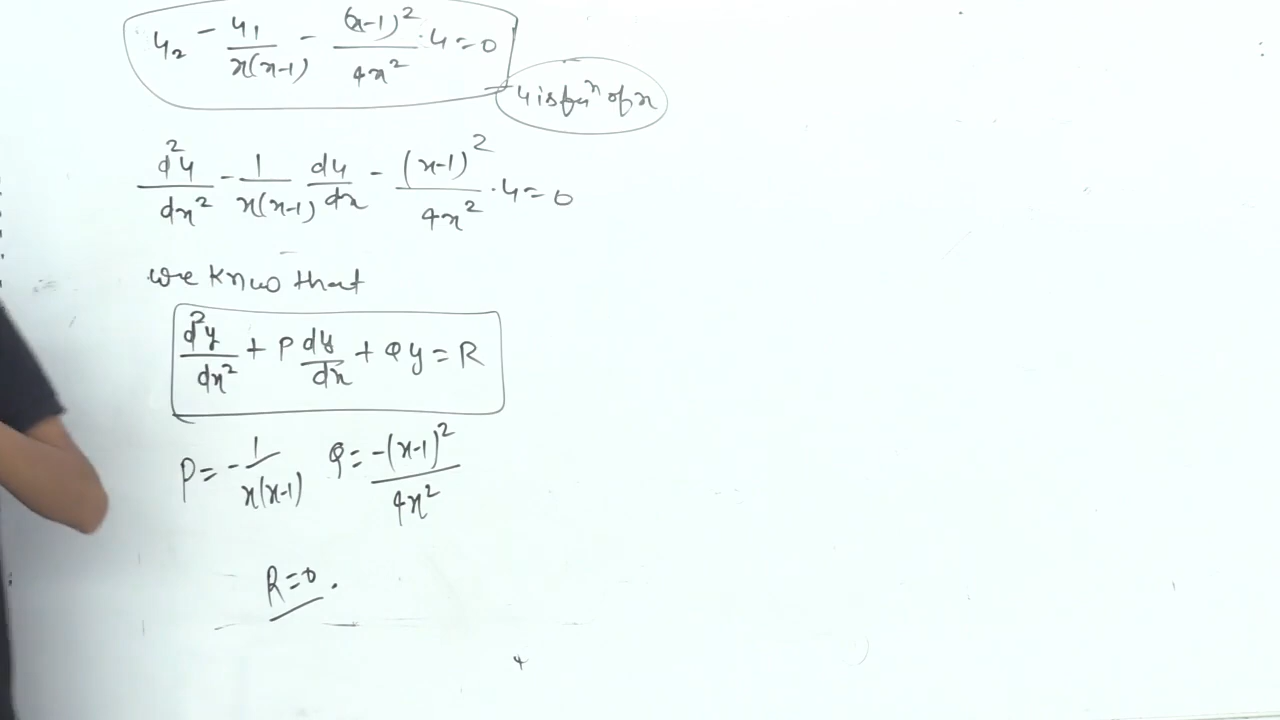 y₂ - y₁/x(x-1) - (x-1)²/4x² · y = 0
y is fuⁿ of x
d²y/dx² - 1/x(x-1) dy/dx - (x-1)²/4x² · y = 0
we know that
d²y/dx² + P dy/dx + Qy = R
P = -1/x(x-1) Q = -(x-1)²/4x²
R = 0.